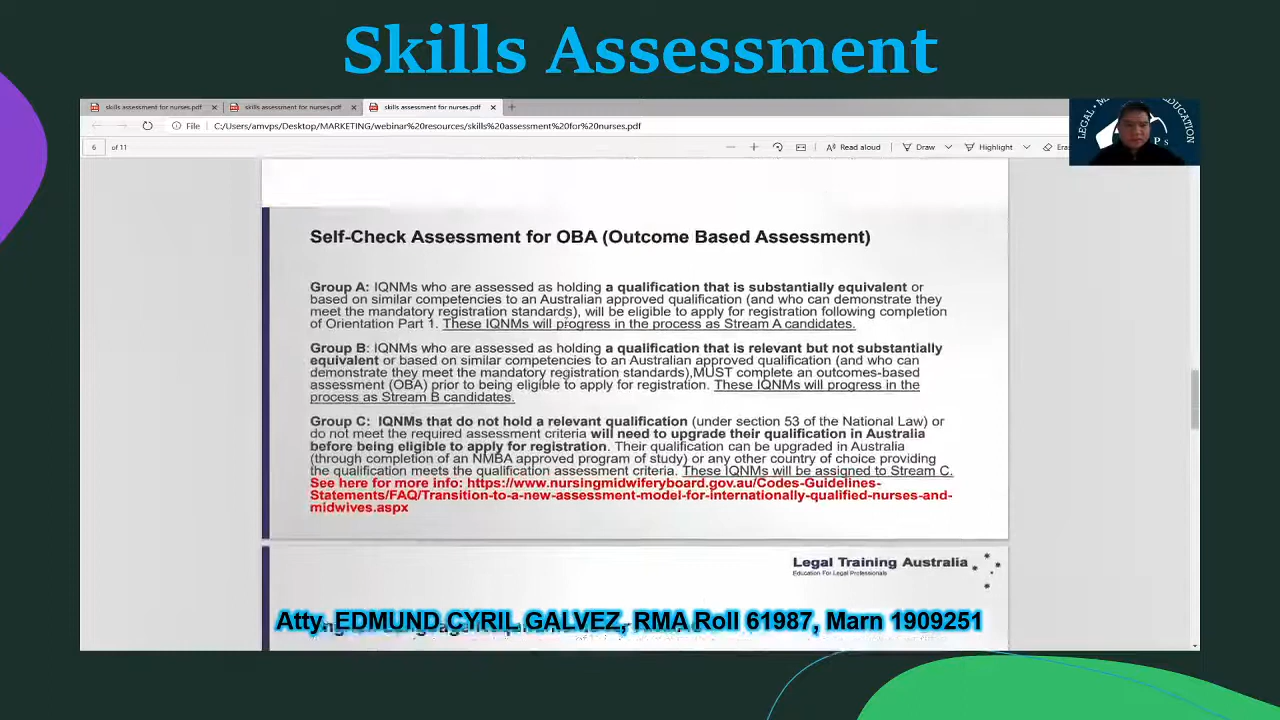 Skills Assessment
skills assessment for nurses.pdf
skills assessment for nurses.pdf
skills assessment for nurses.pdf
File C:/Users/amvps/Desktop/MARKETING/webinar%20resources/skills%20assessment%20for%20nurses.pdf
6 of 11
Read aloud
Draw
Highlight
LEGAL
EDUCATION
Self-Check Assessment for OBA (Outcome Based Assessment)
Group A: IQNMs who are assessed as holding a qualification that is substantially equivalent or
based on similar competencies to an Australian approved qualification (and who can demonstrate they
meet the mandatory registration standards), will be eligible to apply for registration following completion
of Orientation Part 1. These IQNMs will progress in the process as Stream A candidates.
Group B: IQNMs who are assessed as holding a qualification that is relevant but not substantially
equivalent or based on similar competencies to an Australian approved qualification (and who can
demonstrate they meet the mandatory registration standards),MUST complete an outcomes-based
assessment (OBA) prior to being eligible to apply for registration. These IQNMs will progress in the
process as Stream B candidates.
Group C: IQNMs that do not hold a relevant qualification (under section 53 of the National Law) or
do not meet the required assessment criteria will need to upgrade their qualification in Australia
before being eligible to apply for registration. Their qualification can be upgraded in Australia
(through completion of an NMBA approved program of study) or any other country of choice providing
the qualification meets the qualification assessment criteria. These IQNMs will be assigned to Stream C.
See here for more info: https://www.nursingmidwiferyboard.gov.au/Codes-Guidelines-
Statements/FAQ/Transition-to-a-new-assessment-model-for-internationally-qualified-nurses-and-
midwives.aspx
Legal Training Australia
Education For Legal Professionals
Atty. EDMUND CYRIL GALVEZ, RMA Roll 61987, Marn 1909251